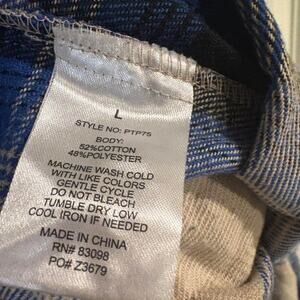 L
STYLE NO: PTP75
BODY:
52%COTTON
48%POLYESTER
MACHINE WASH COLD
WITH LIKE COLORS
GENTLE CYCLE
DO NOT BLEACH
TUMBLE DRY LOW
COOL IRON IF NEEDED
MADE IN CHINA
RN# 83098
PO# Z3679